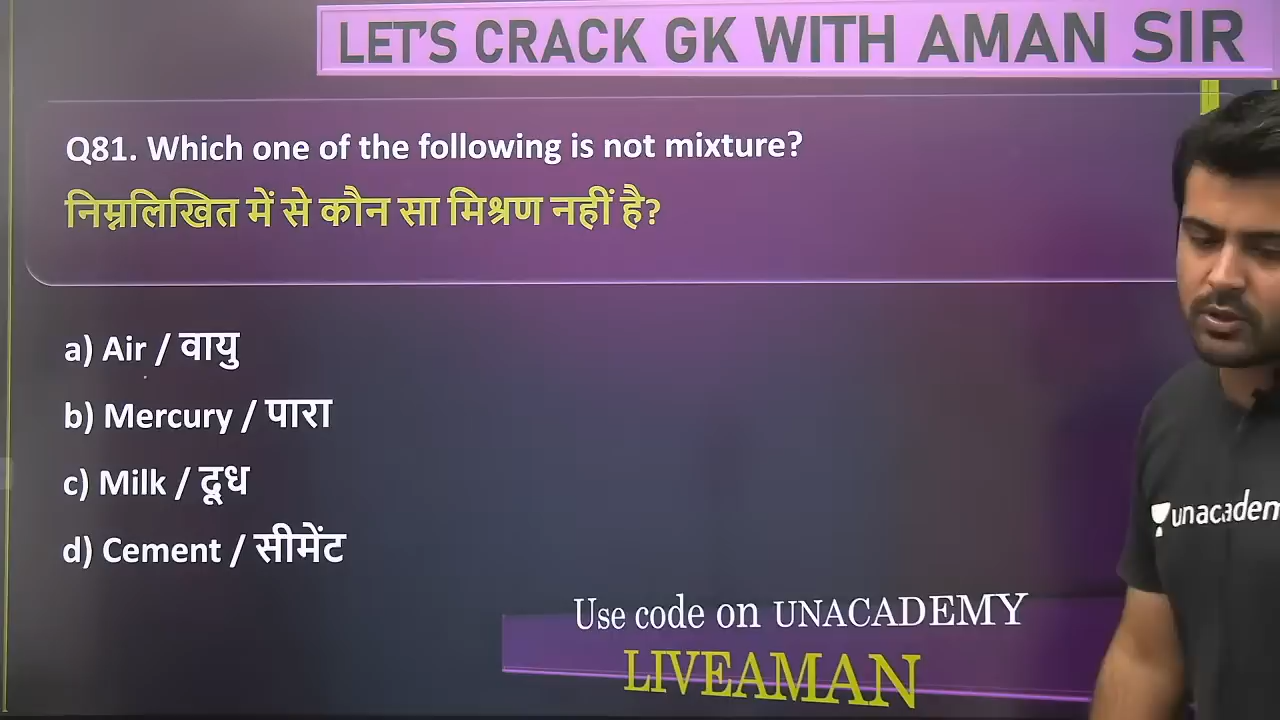 LET'S CRACK GK WITH AMAN SIR
Q81. Which one of the following is not mixture?
निम्नलिखित में से कौन सा मिश्रण नहीं है?
a) Air / वायु
b) Mercury / पारा
c) Milk / दूध
d) Cement / सीमेंट
unacadem
Use code on UNACADEMY
LIVEAMAN